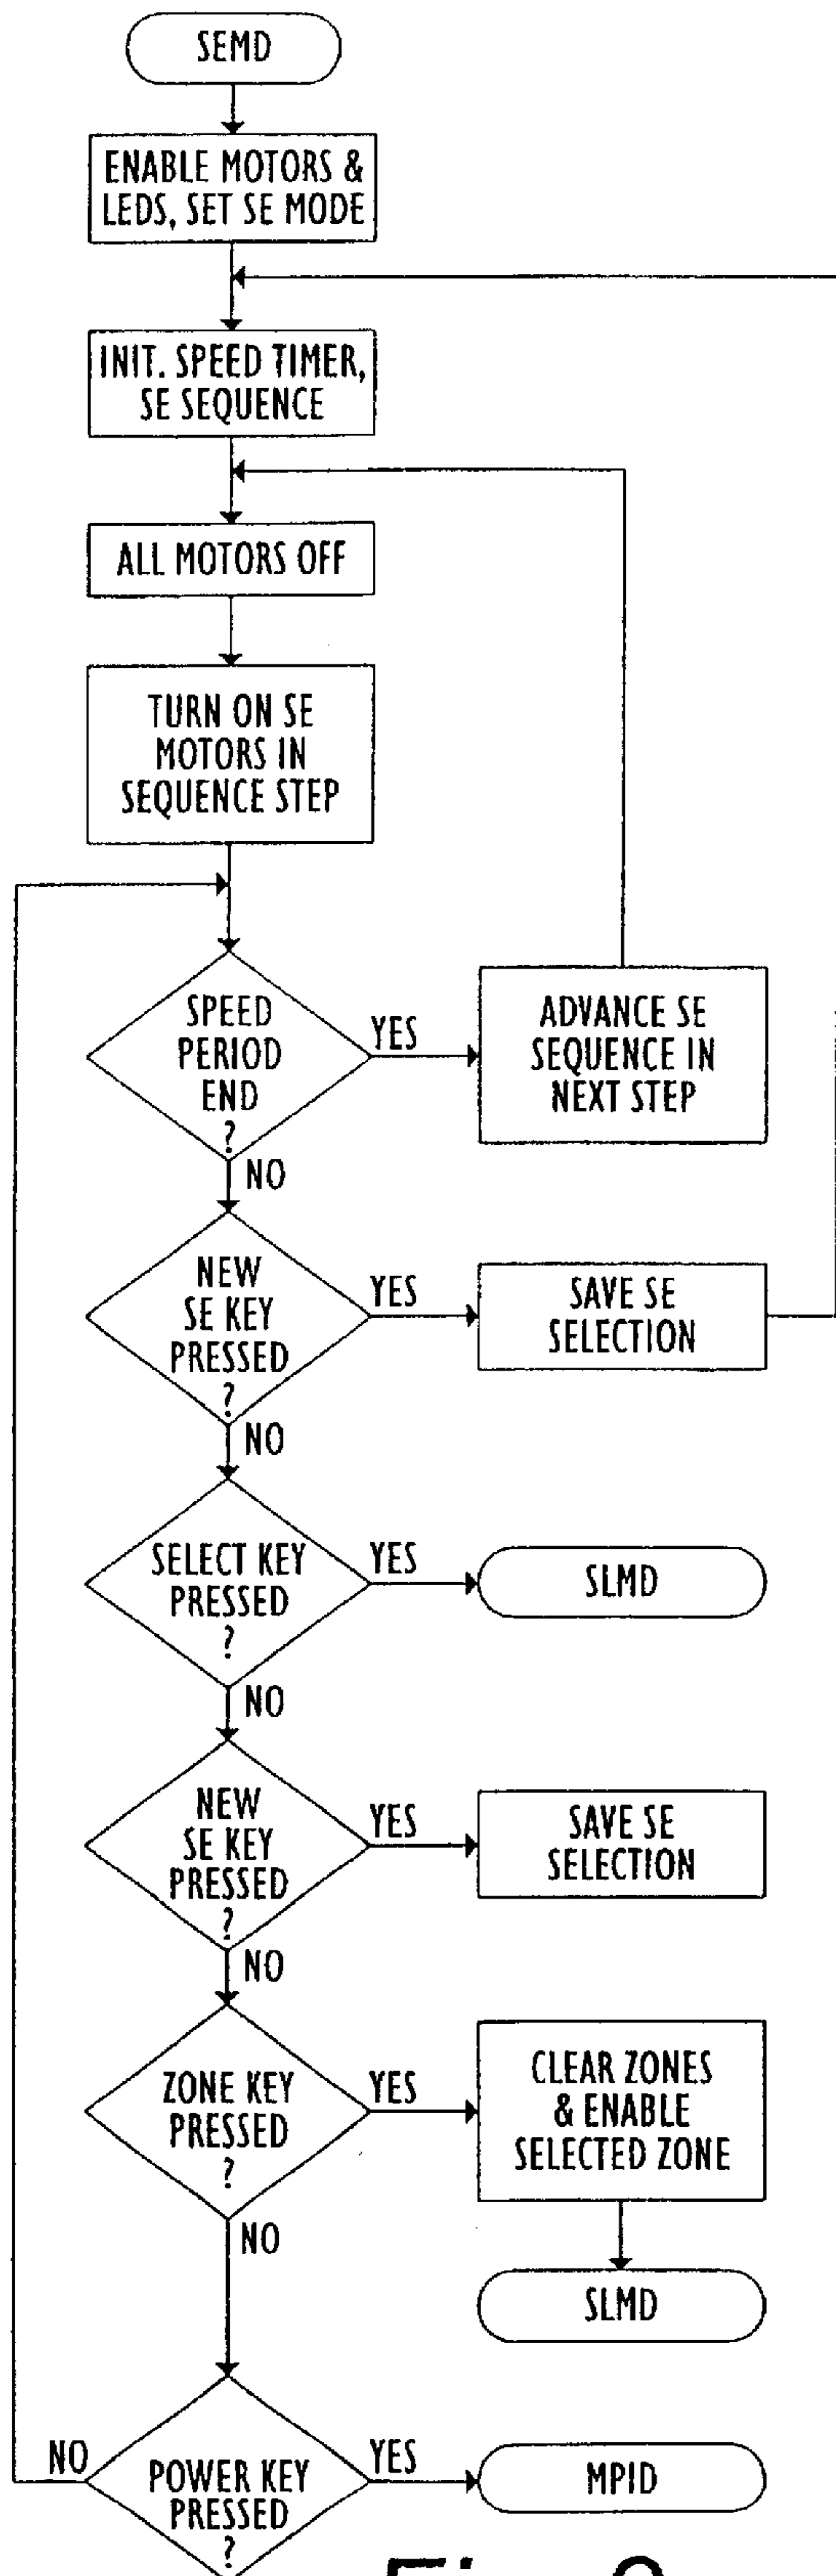 SEMD
ENABLE MOTORS &
LEDS, SET SE MODE
INIT. SPEED TIMER,
SE SEQUENCE
ALL MOTORS OFF
TURN ON SE
MOTORS IN
SEQUENCE STEP
SPEED
PERIOD
END
?
YES
ADVANCE SE
SEQUENCE IN
NEXT STEP
NO
NEW
SE KEY
PRESSED
?
YES
SAVE SE
SELECTION
NO
SELECT KEY
PRESSED
?
YES
SLMD
NO
NEW
SE KEY
PRESSED
?
YES
SAVE SE
SELECTION
NO
ZONE KEY
PRESSED
?
YES
CLEAR ZONES
& ENABLE
SELECTED ZONE
NO
SLMD
NO
POWER KEY
PRESSED
?
YES
MPID